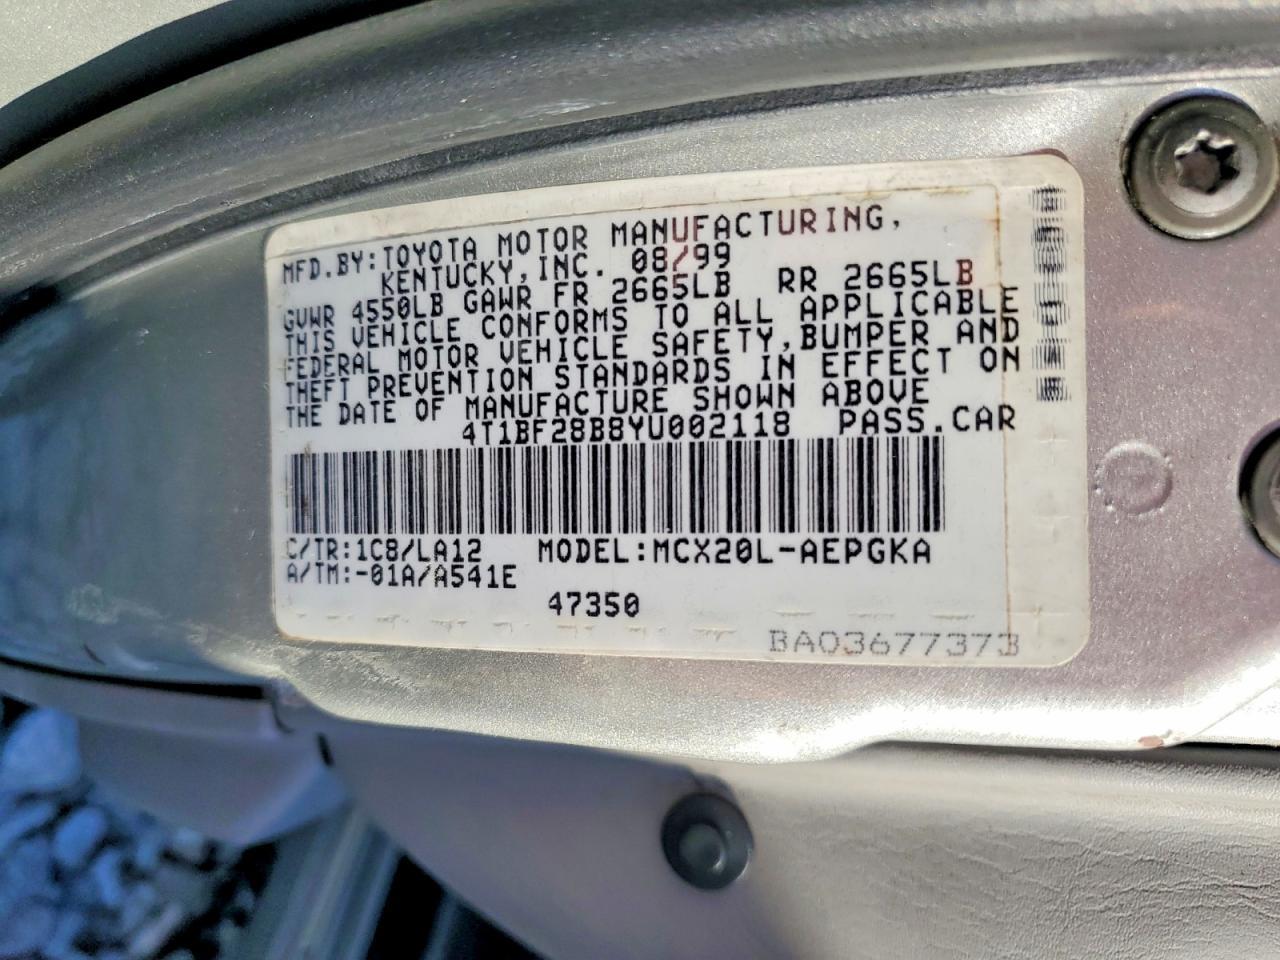 MFD.BY:TOYOTA MOTOR MANUFACTURING,
KENTUCKY,INC. 08/99
GVWR 4550LB GAWR FR 2665LB RR 2665LB
THIS VEHICLE CONFORMS TO ALL APPLICABLE
FEDERAL MOTOR VEHICLE SAFETY,BUMPER AND
THEFT PREVENTION STANDARDS IN EFFECT ON
THE DATE OF MANUFACTURE SHOWN ABOVE
4T1BF28B8YU002118 PASS.CAR
C/TR:1C8/LA12 MODEL:MCX20L-AEPGKA
A/TM:-01A/A541E
47350
BA03677373